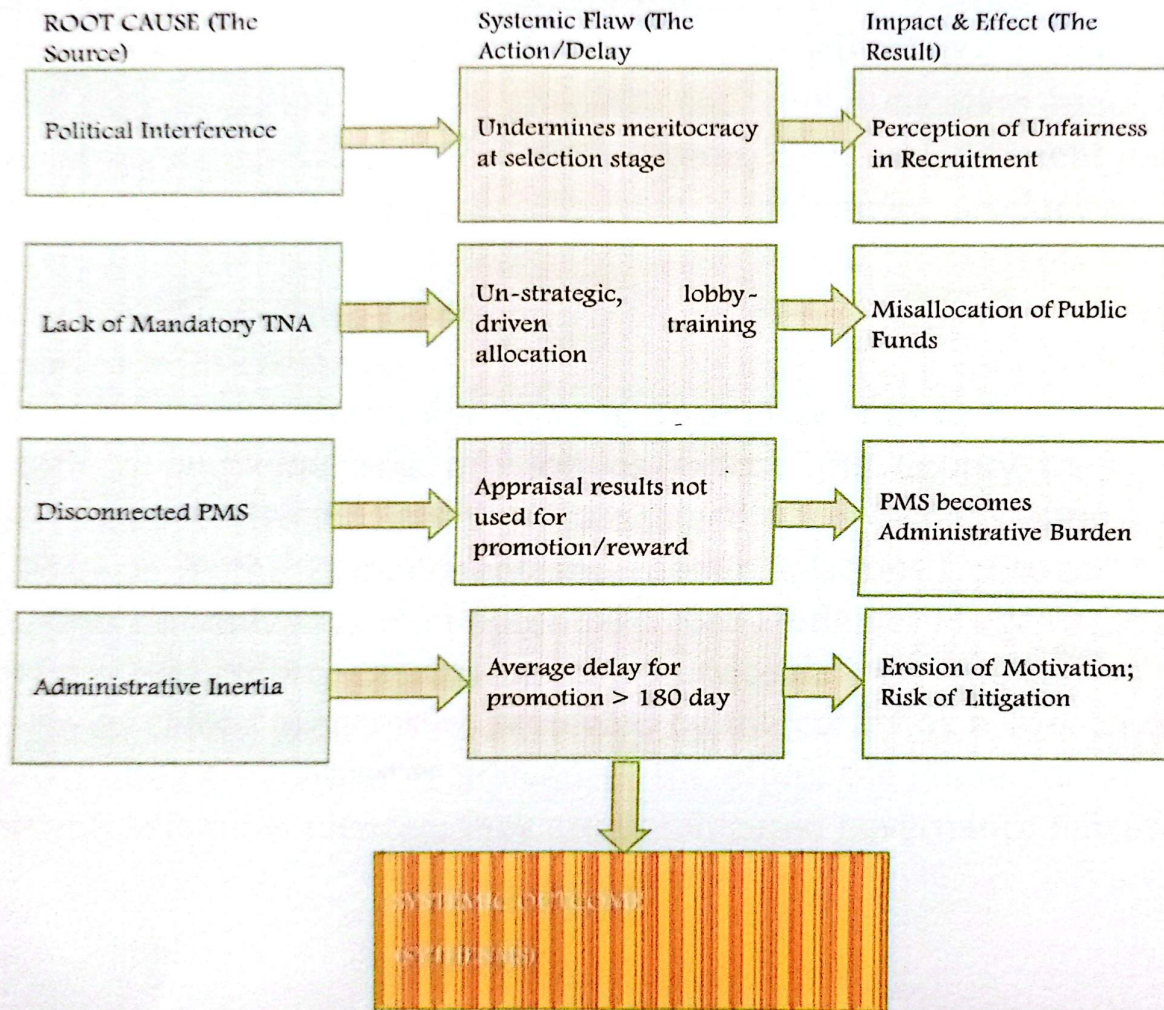 ROOT CAUSE (The
Source)
Systemic Flaw (The
Action/Delay
Impact & Effect (The
Result)
Political Interference
Undermines meritocracy
at selection stage
Perception of Unfairness
in Recruitment
Lack of Mandatory TNA
Un-strategic, lobby-
driven training
allocation
Misallocation of Public
Funds
Disconnected PMS
Appraisal results not
used for
promotion/reward
PMS becomes
Administrative Burden
Administrative Inertia
Average delay for
promotion > 180 day
Erosion of Motivation;
Risk of Litigation
SYSTEMIC OUTCOME